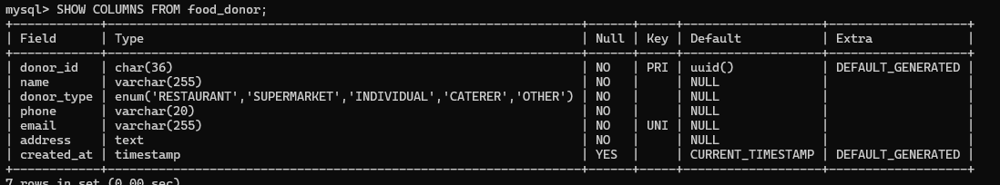 mysql> SHOW COLUMNS FROM food_donor;
+------------+---------------------------------------------------------------+------+-----+-------------------+-------------------+
| Field      | Type                                                          | Null | Key | Default           | Extra             |
+------------+---------------------------------------------------------------+------+-----+-------------------+-------------------+
| donor_id   | char(36)                                                      | NO   | PRI | uuid()            | DEFAULT_GENERATED |
| name       | varchar(255)                                                  | NO   |     | NULL              |                   |
| donor_type | enum('RESTAURANT','SUPERMARKET','INDIVIDUAL','CATERER','OTHER') | NO   |     | NULL              |                   |
| phone      | varchar(20)                                                   | NO   |     | NULL              |                   |
| email      | varchar(255)                                                  | NO   | UNI | NULL              |                   |
| address    | text                                                          | NO   |     | NULL              |                   |
| created_at | timestamp                                                     | YES  |     | CURRENT_TIMESTAMP | DEFAULT_GENERATED |
+------------+---------------------------------------------------------------+------+-----+-------------------+-------------------+
7 rows in set (0.00 sec)